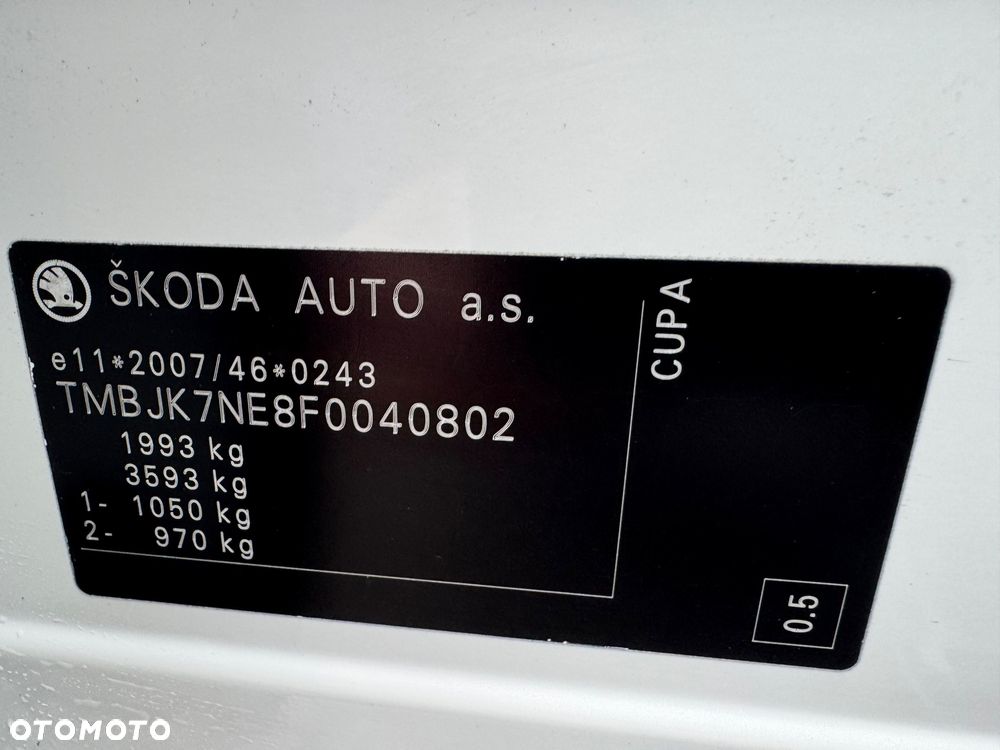 ŠKODA AUTO a.s.
e11*2007/46*0243
TMBJK7NE8F0040802
1993 kg
3593 kg
1- 1050 kg
2- 970 kg
CUPA
0.5
OTOMOTO